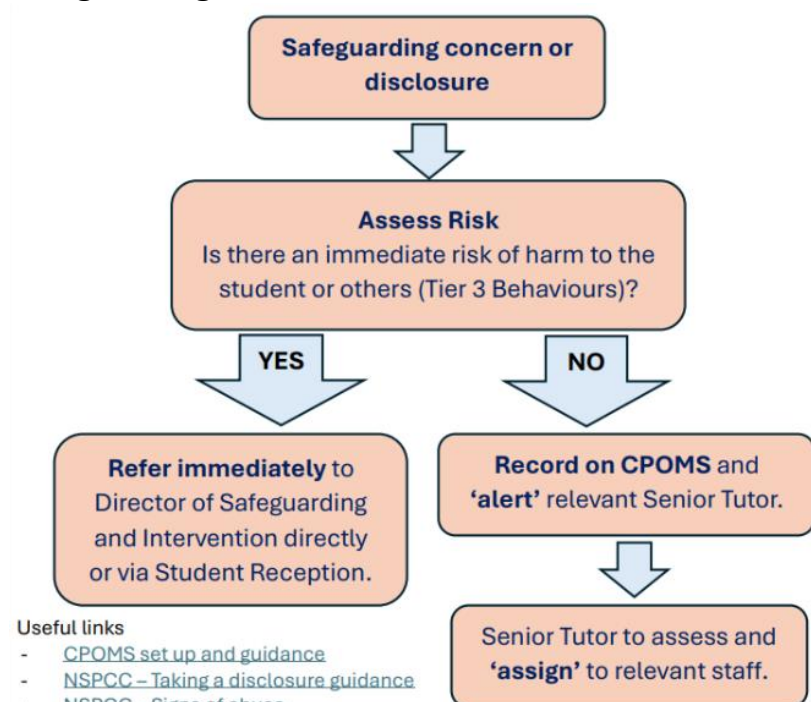 Safeguarding concern or
disclosure
Assess Risk
Is there an immediate risk of harm to the
student or others (Tier 3 Behaviours)?
YES
NO
Refer immediately to
Director of Safeguarding
and Intervention directly
or via Student Reception.
Record on CPOMS and
‘alert’ relevant Senior Tutor.
Senior Tutor to assess and
‘assign’ to relevant staff.
Useful links
- CPOMS set up and guidance
- NSPCC – Taking a disclosure guidance